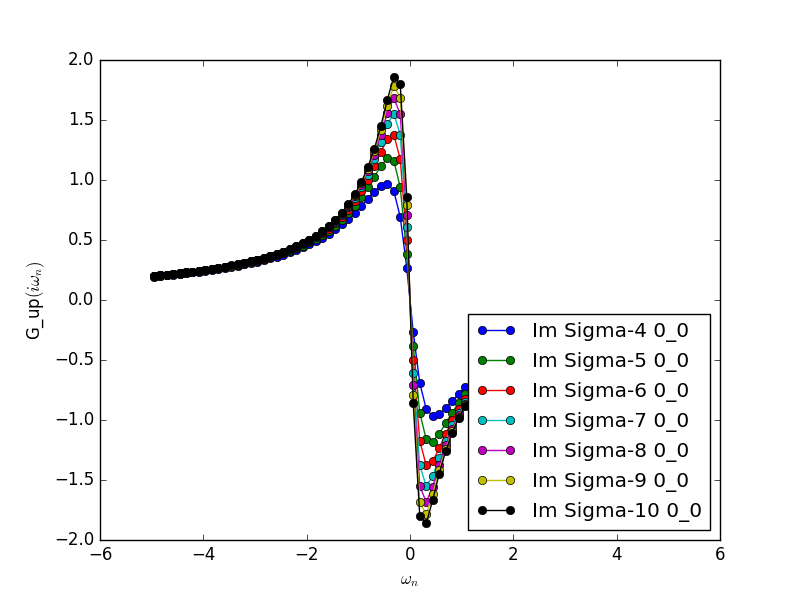 2.0
1.5
1.0
0.5
0.0
−0.5
−1.0
−1.5
−2.0
G_up(iωₙ)
Im Sigma-4 0_0
Im Sigma-5 0_0
Im Sigma-6 0_0
Im Sigma-7 0_0
Im Sigma-8 0_0
Im Sigma-9 0_0
Im Sigma-10 0_0
−6 −4 −2 0 2 4 6
ωₙ